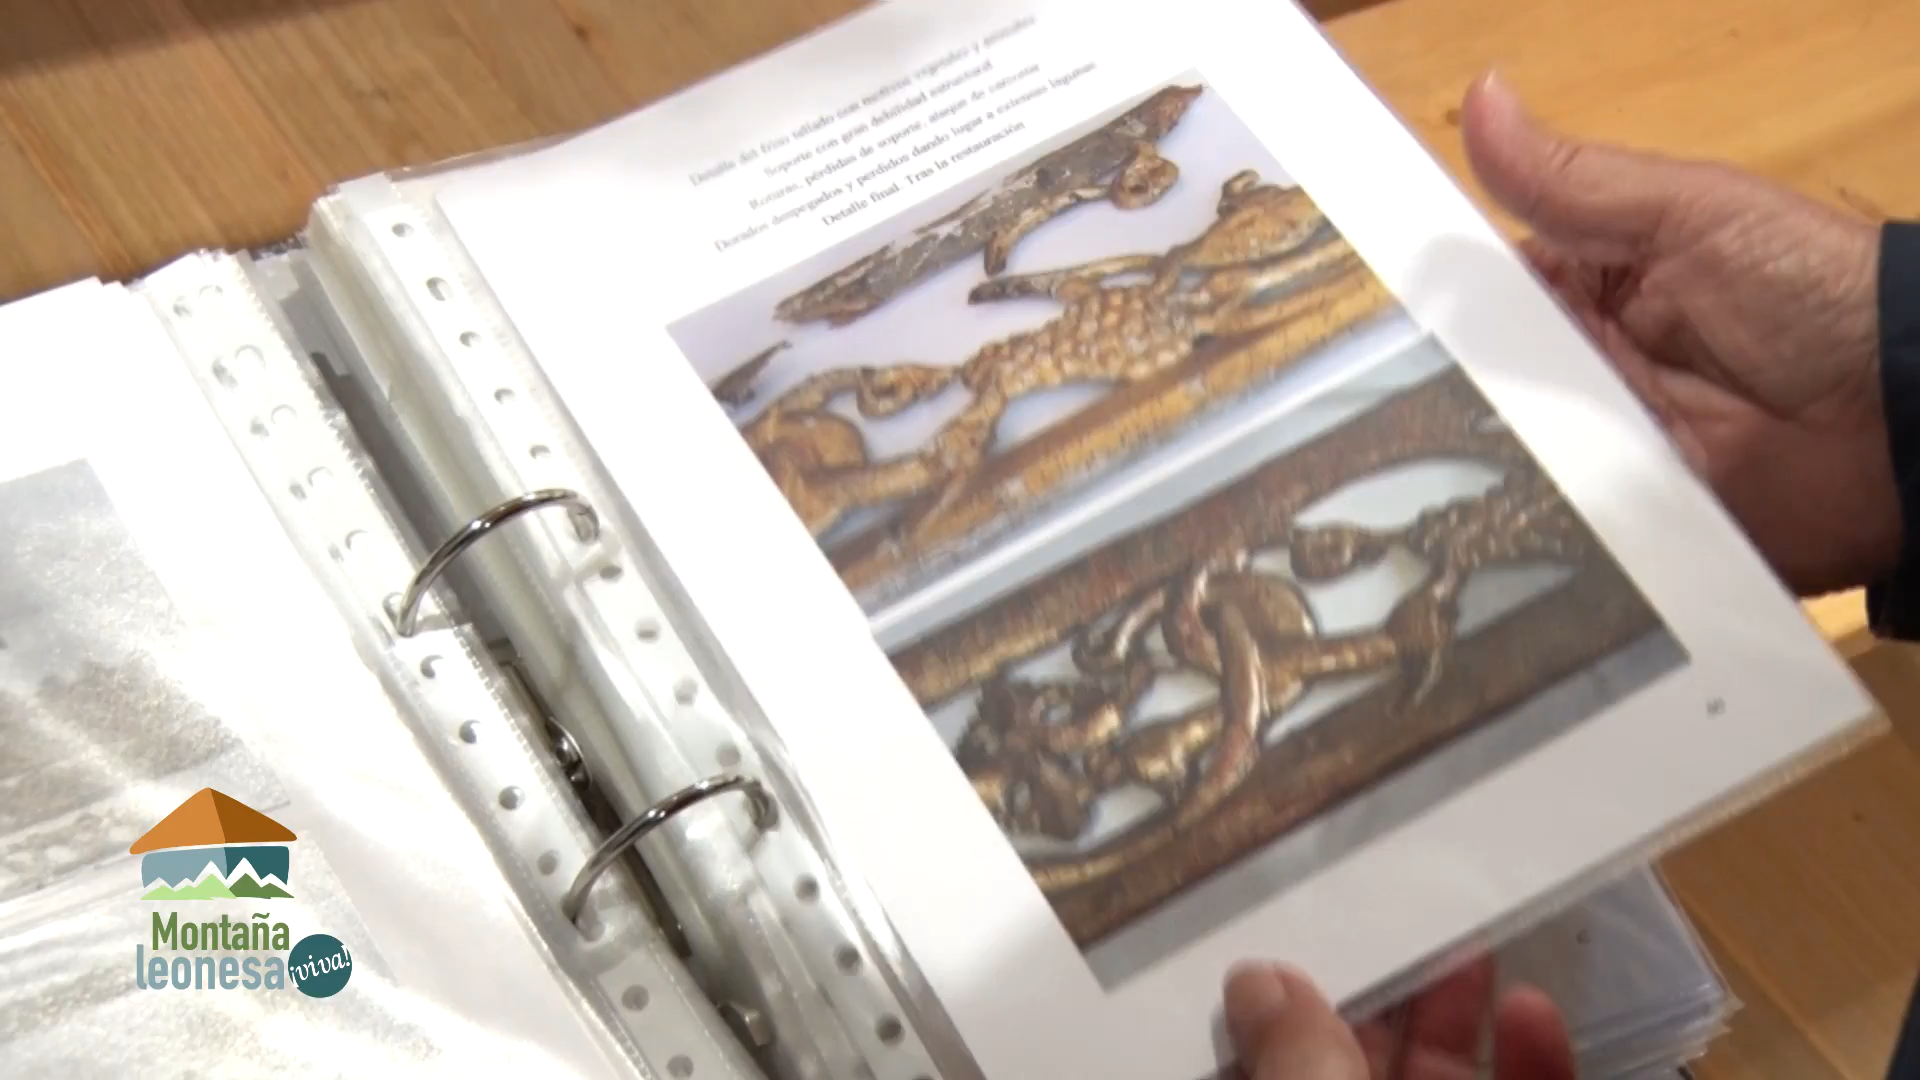 Detalle del friso tallado con motivos vegetales y animales
Soporte con gran debilidad estructural
Roturas, pérdidas de soporte, ataque de carcoma
Dorados despegados y perdidos dando lugar a extensas lagunas
Detalle final. Tras la restauración
Montaña
leonesa
¡viva!